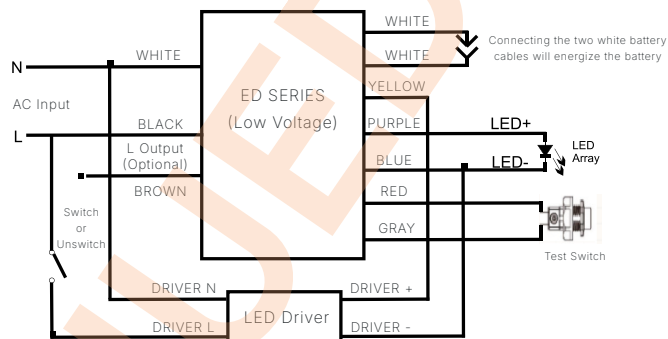 WHITE
WHITE
Connecting the two white battery
cables will energize the battery
N
WHITE
YELLOW
AC Input
ED SERIES
(Low Voltage)
L
BLACK
PURPLE
LED+
LED
Array
L Output
(Optional)
BLUE
LED-
BROWN
RED
Switch
or
Unswitch
GRAY
Test Switch
DRIVER N
DRIVER +
LED Driver
DRIVER L
DRIVER -